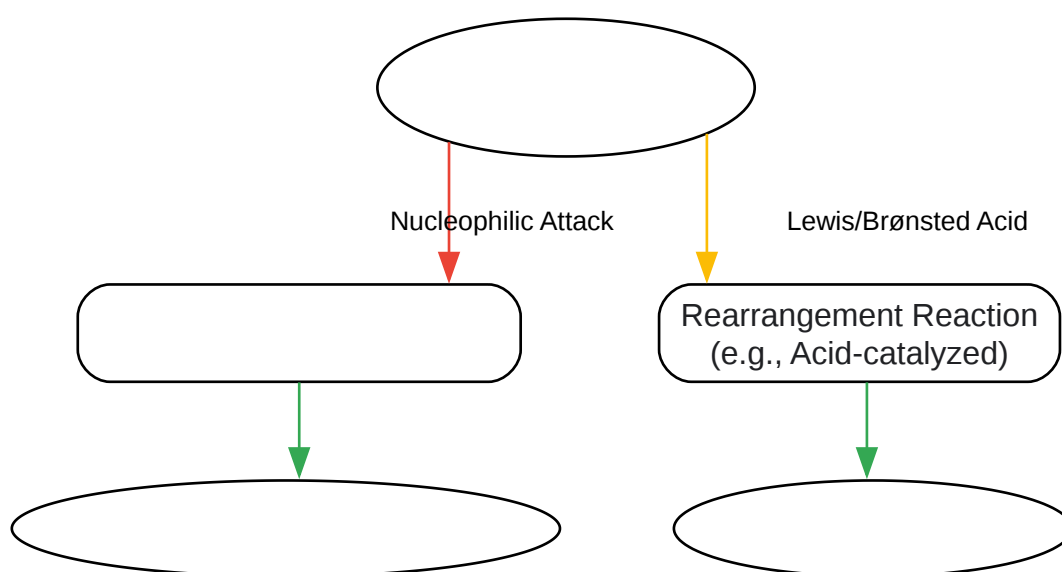 Nucleophilic Attack
Lewis/Brønsted Acid
Rearrangement Reaction
(e.g., Acid-catalyzed)